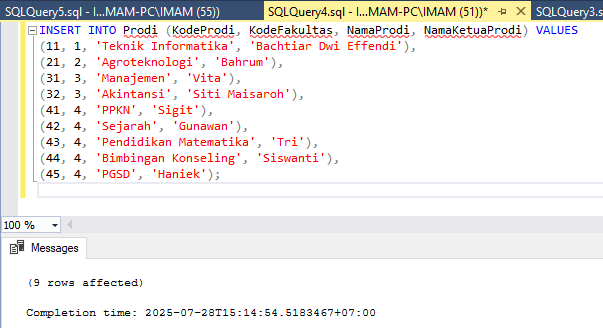 SQLQuery5.sql - I...MAM-PC\IMAM (55))
SQLQuery4.sql - I...MAM-PC\IMAM (51))*
SQLQuery3.s
INSERT INTO Prodi (KodeProdi, KodeFakultas, NamaProdi, NamaKetuaProdi) VALUES
(11, 1, 'Teknik Informatika', 'Bachtiar Dwi Effendi'),
(21, 2, 'Agroteknologi', 'Bahrum'),
(31, 3, 'Manajemen', 'Vita'),
(32, 3, 'Akintansi', 'Siti Maisaroh'),
(41, 4, 'PPKN', 'Sigit'),
(42, 4, 'Sejarah', 'Gunawan'),
(43, 4, 'Pendidikan Matematika', 'Tri'),
(44, 4, 'Bimbingan Konseling', 'Siswanti'),
(45, 4, 'PGSD', 'Haniek');
100 %
Messages
(9 rows affected)
Completion time: 2025-07-28T15:14:54.5183467+07:00